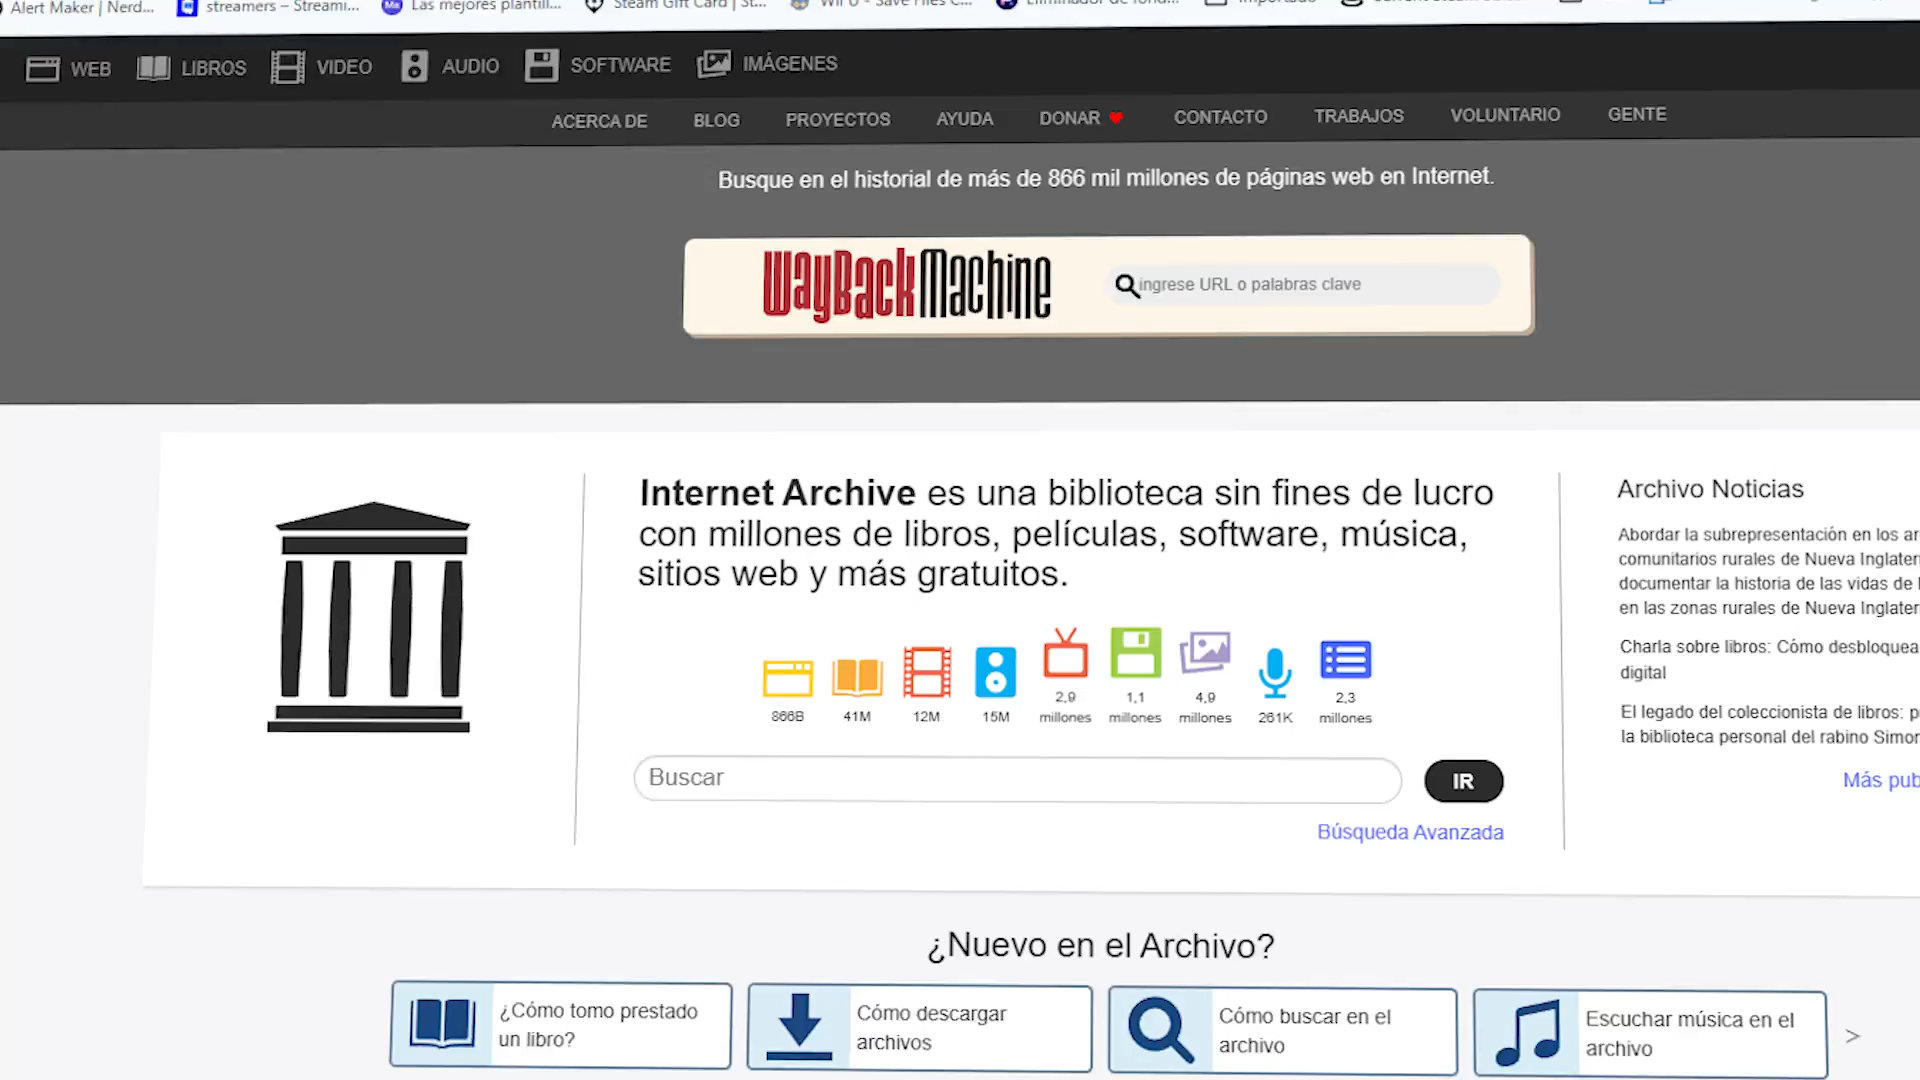 Alert Maker | Nerd...
streamers – Streami...
Las mejores plantill...
Steam Gift Card | St...
WEB
LIBROS
VIDEO
AUDIO
SOFTWARE
IMÁGENES
ACERCA DE
BLOG
PROYECTOS
AYUDA
DONAR
CONTACTO
TRABAJOS
VOLUNTARIO
GENTE
Busque en el historial de más de 866 mil millones de páginas web en Internet.
WayBack Machine
ingrese URL o palabras clave
Internet Archive es una biblioteca sin fines de lucro
con millones de libros, películas, software, música,
sitios web y más gratuitos.
866B
41M
12M
15M
2,9
millones
1,1
millones
4,9
millones
261K
2,3
millones
Buscar
IR
Búsqueda Avanzada
Archivo Noticias
Abordar la subrepresentación en los ar
comunitarios rurales de Nueva Inglater
documentar la historia de las vidas de
en las zonas rurales de Nueva Inglater
Charla sobre libros: Cómo desbloquea
digital
El legado del coleccionista de libros: p
la biblioteca personal del rabino Simor
Más pub
¿Nuevo en el Archivo?
¿Cómo tomo prestado
un libro?
Cómo descargar
archivos
Cómo buscar en el
archivo
Escuchar música en el
archivo
>